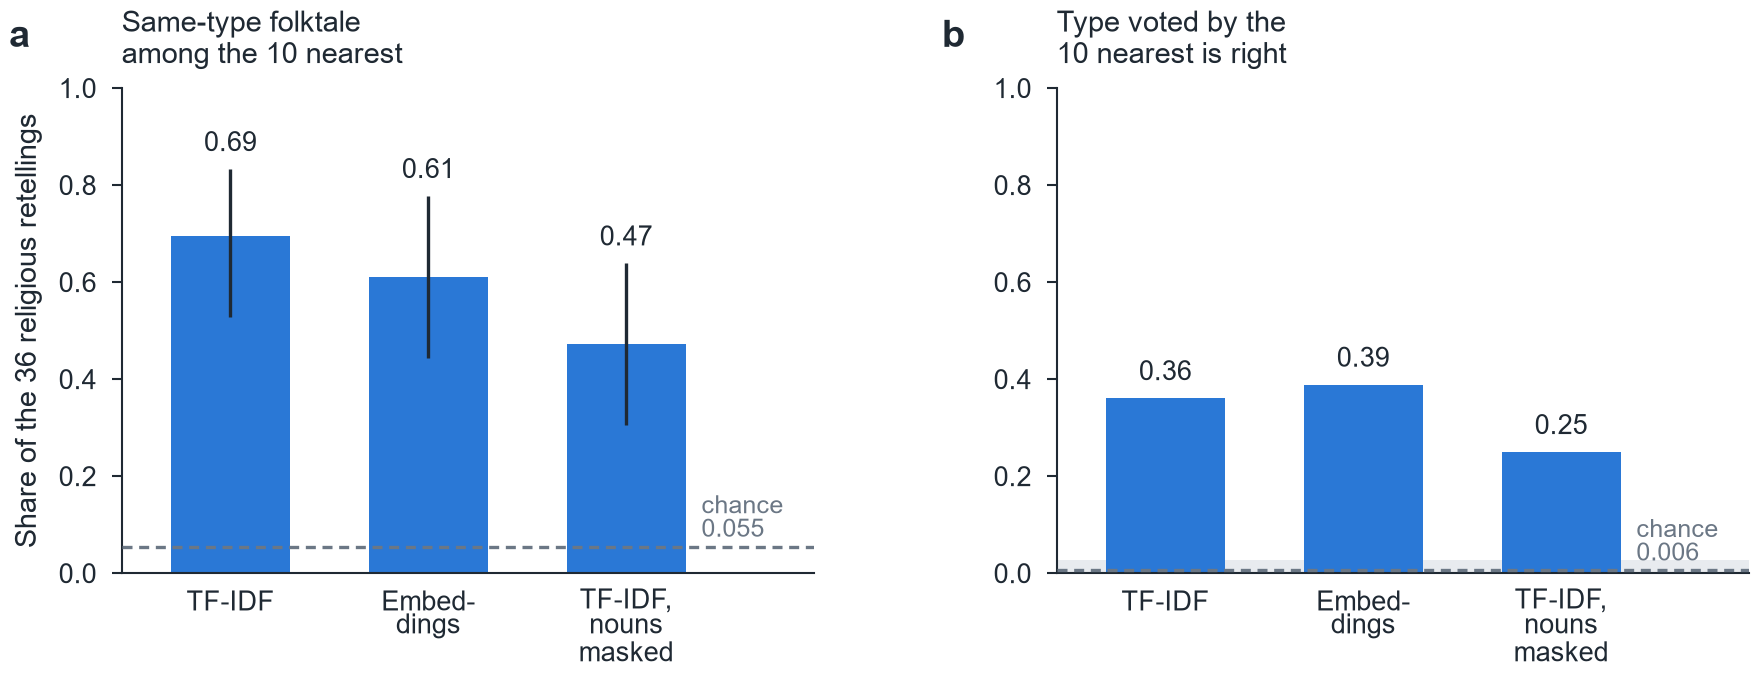 a
Same-type folktale
among the 10 nearest
Share of the 36 religious retellings
1.0
0.8
0.6
0.4
0.2
0.0
0.69
0.61
0.47
chance
0.055
TF-IDF
Embed-
dings
TF-IDF,
nouns
masked
b
Type voted by the
10 nearest is right
1.0
0.8
0.6
0.4
0.2
0.0
0.36
0.39
0.25
chance
0.006
TF-IDF
Embed-
dings
TF-IDF,
nouns
masked